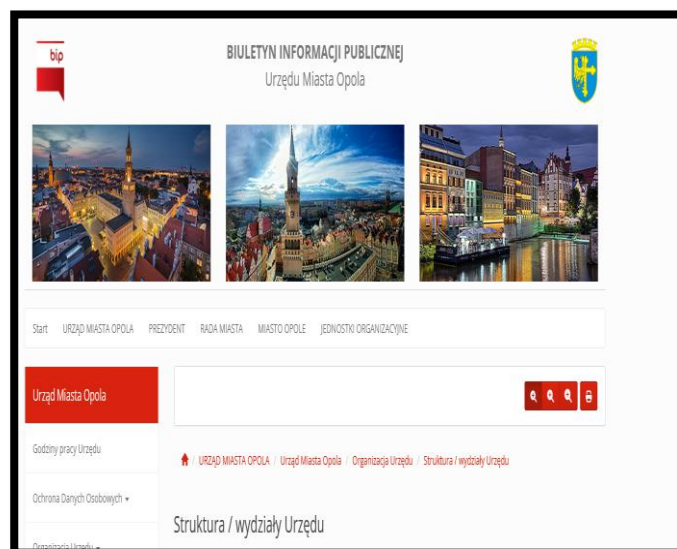 bip
BIULETYN INFORMACJI PUBLICZNEJ
Urzędu Miasta Opola
Start URZĄD MIASTA OPOLA PREZYDENT RADA MIASTA MIASTO OPOLE JEDNOSTKI ORGANIZACYJNE
Urząd Miasta Opola
Godziny pracy Urzędu
/ URZĄD MIASTA OPOLA / Urząd Miasta Opola / Organizacja Urzędu / Struktura / wydziały Urzędu
Ochrona Danych Osobowych
Struktura / wydziały Urzędu
Organizacja Urzędu